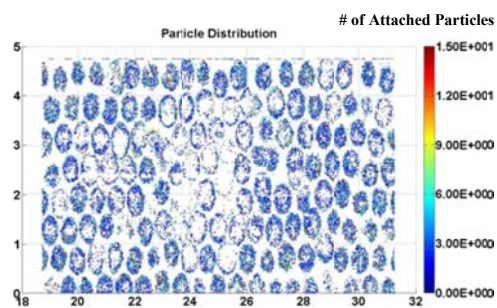 # of Attached Particles
Particle Distribution
5
4
3
2
1
0
18 20 22 24 26 28 30 32
1.50E+001
1.20E+001
9.00E+000
6.00E+000
3.00E+000
0.00E+000